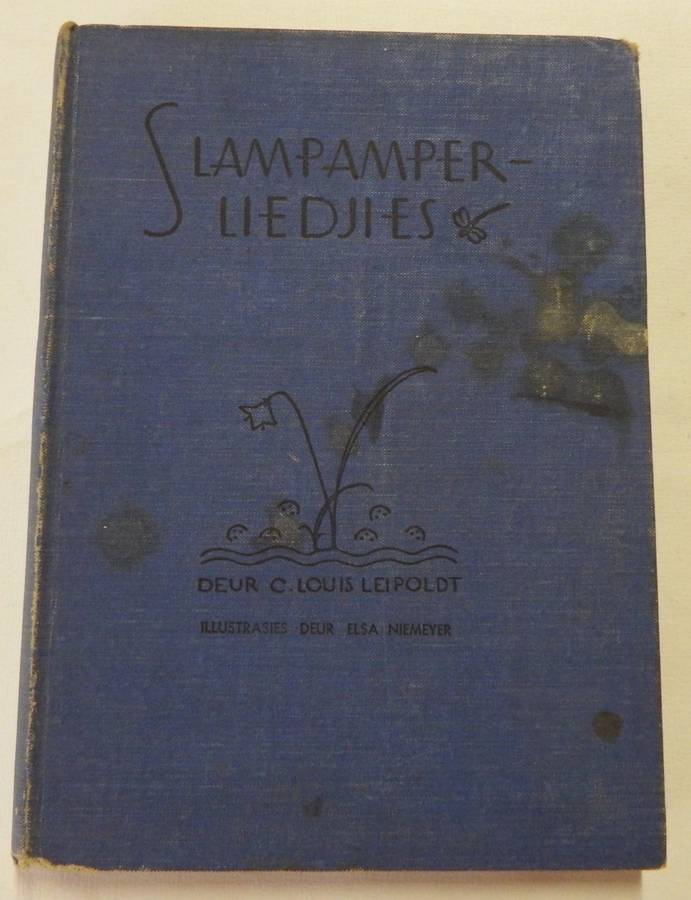 SLAMPAMPER-
LIEDJIES
DEUR C. LOUIS LEIPOLDT
ILLUSTRASIES DEUR ELSA NIEMEYER